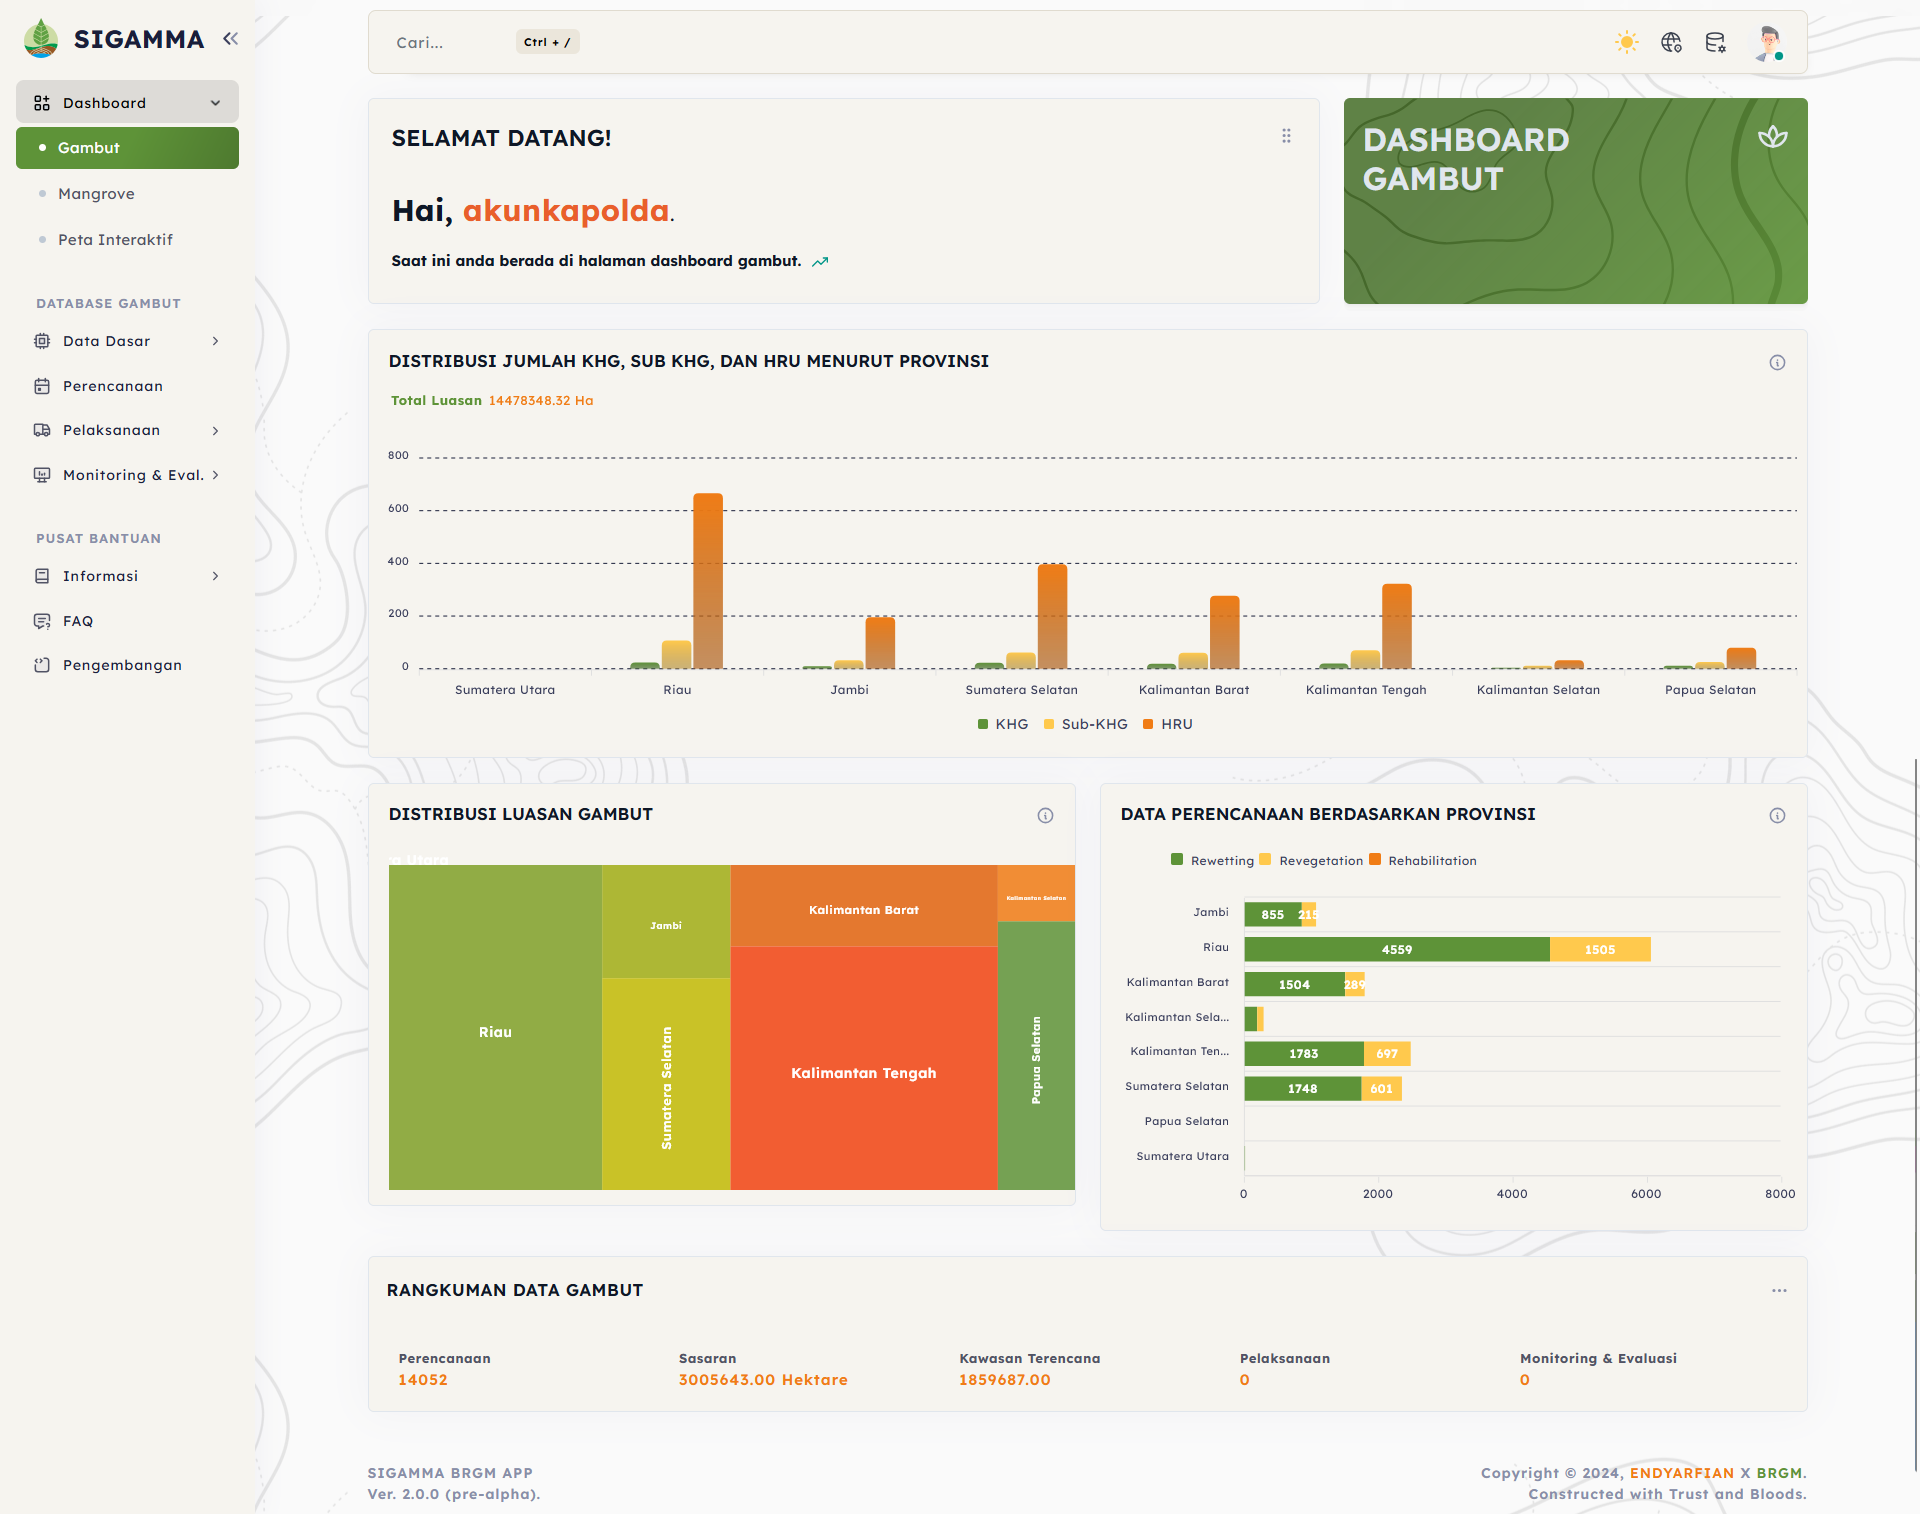 SIGAMMA
Dashboard
Gambut
Mangrove
Peta Interaktif
DATABASE GAMBUT
Data Dasar
Perencanaan
Pelaksanaan
Monitoring & Eval.
PUSAT BANTUAN
Informasi
FAQ
Pengembangan
Cari...
Ctrl + /
SELAMAT DATANG!
Hai, akunkapolda.
Saat ini anda berada di halaman dashboard gambut.
DASHBOARD
GAMBUT
DISTRIBUSI JUMLAH KHG, SUB KHG, DAN HRU MENURUT PROVINSI
Total Luasan 14478348.32 Ha
800
600
400
200
0
Sumatera Utara Riau Jambi Sumatera Selatan Kalimantan Barat Kalimantan Tengah Kalimantan Selatan Papua Selatan
KHG Sub-KHG HRU
DISTRIBUSI LUASAN GAMBUT
Utara
Riau
Jambi
Sumatera Selatan
Kalimantan Barat
Kalimantan Tengah
Kalimantan Selatan
Papua Selatan
DATA PERENCANAAN BERDASARKAN PROVINSI
Rewetting Revegetation Rehabilitation
Jambi 855 215
Riau 4559 1505
Kalimantan Barat 1504 289
Kalimantan Sela...
Kalimantan Ten... 1783 697
Sumatera Selatan 1748 601
Papua Selatan
Sumatera Utara
0 2000 4000 6000 8000
RANGKUMAN DATA GAMBUT
Perencanaan Sasaran Kawasan Terencana Pelaksanaan Monitoring & Evaluasi
14052 3005643.00 Hektare 1859687.00 0 0
SIGAMMA BRGM APP
Ver. 2.0.0 (pre-alpha).
Copyright © 2024, ENDYARFIAN X BRGM.
Constructed with Trust and Bloods.